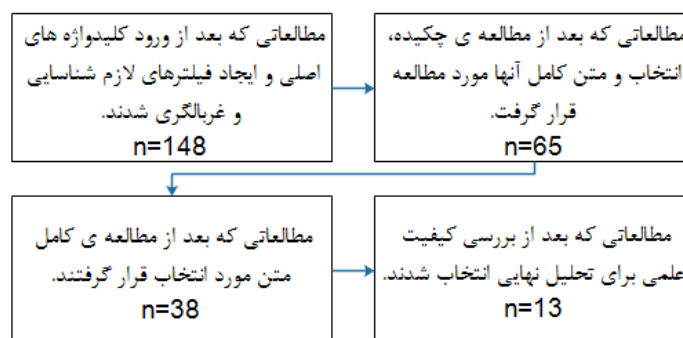 مطالعاتی که بعد از ورود کلیدواژه های
اصلی و ایجاد فیلترهای لازم شناسایی
و غربالگری شدند.
n=148
مطالعاتی که بعد از مطالعه ی چکیده،
انتخاب و متن کامل آنها مورد مطالعه
قرار گرفت.
n=65
مطالعاتی که بعد از مطالعه ی کامل
متن مورد انتخاب قرار گرفتند.
n=38
مطالعاتی که بعد از بررسی کیفیت
علمی برای تحلیل نهایی انتخاب شدند.
n=13